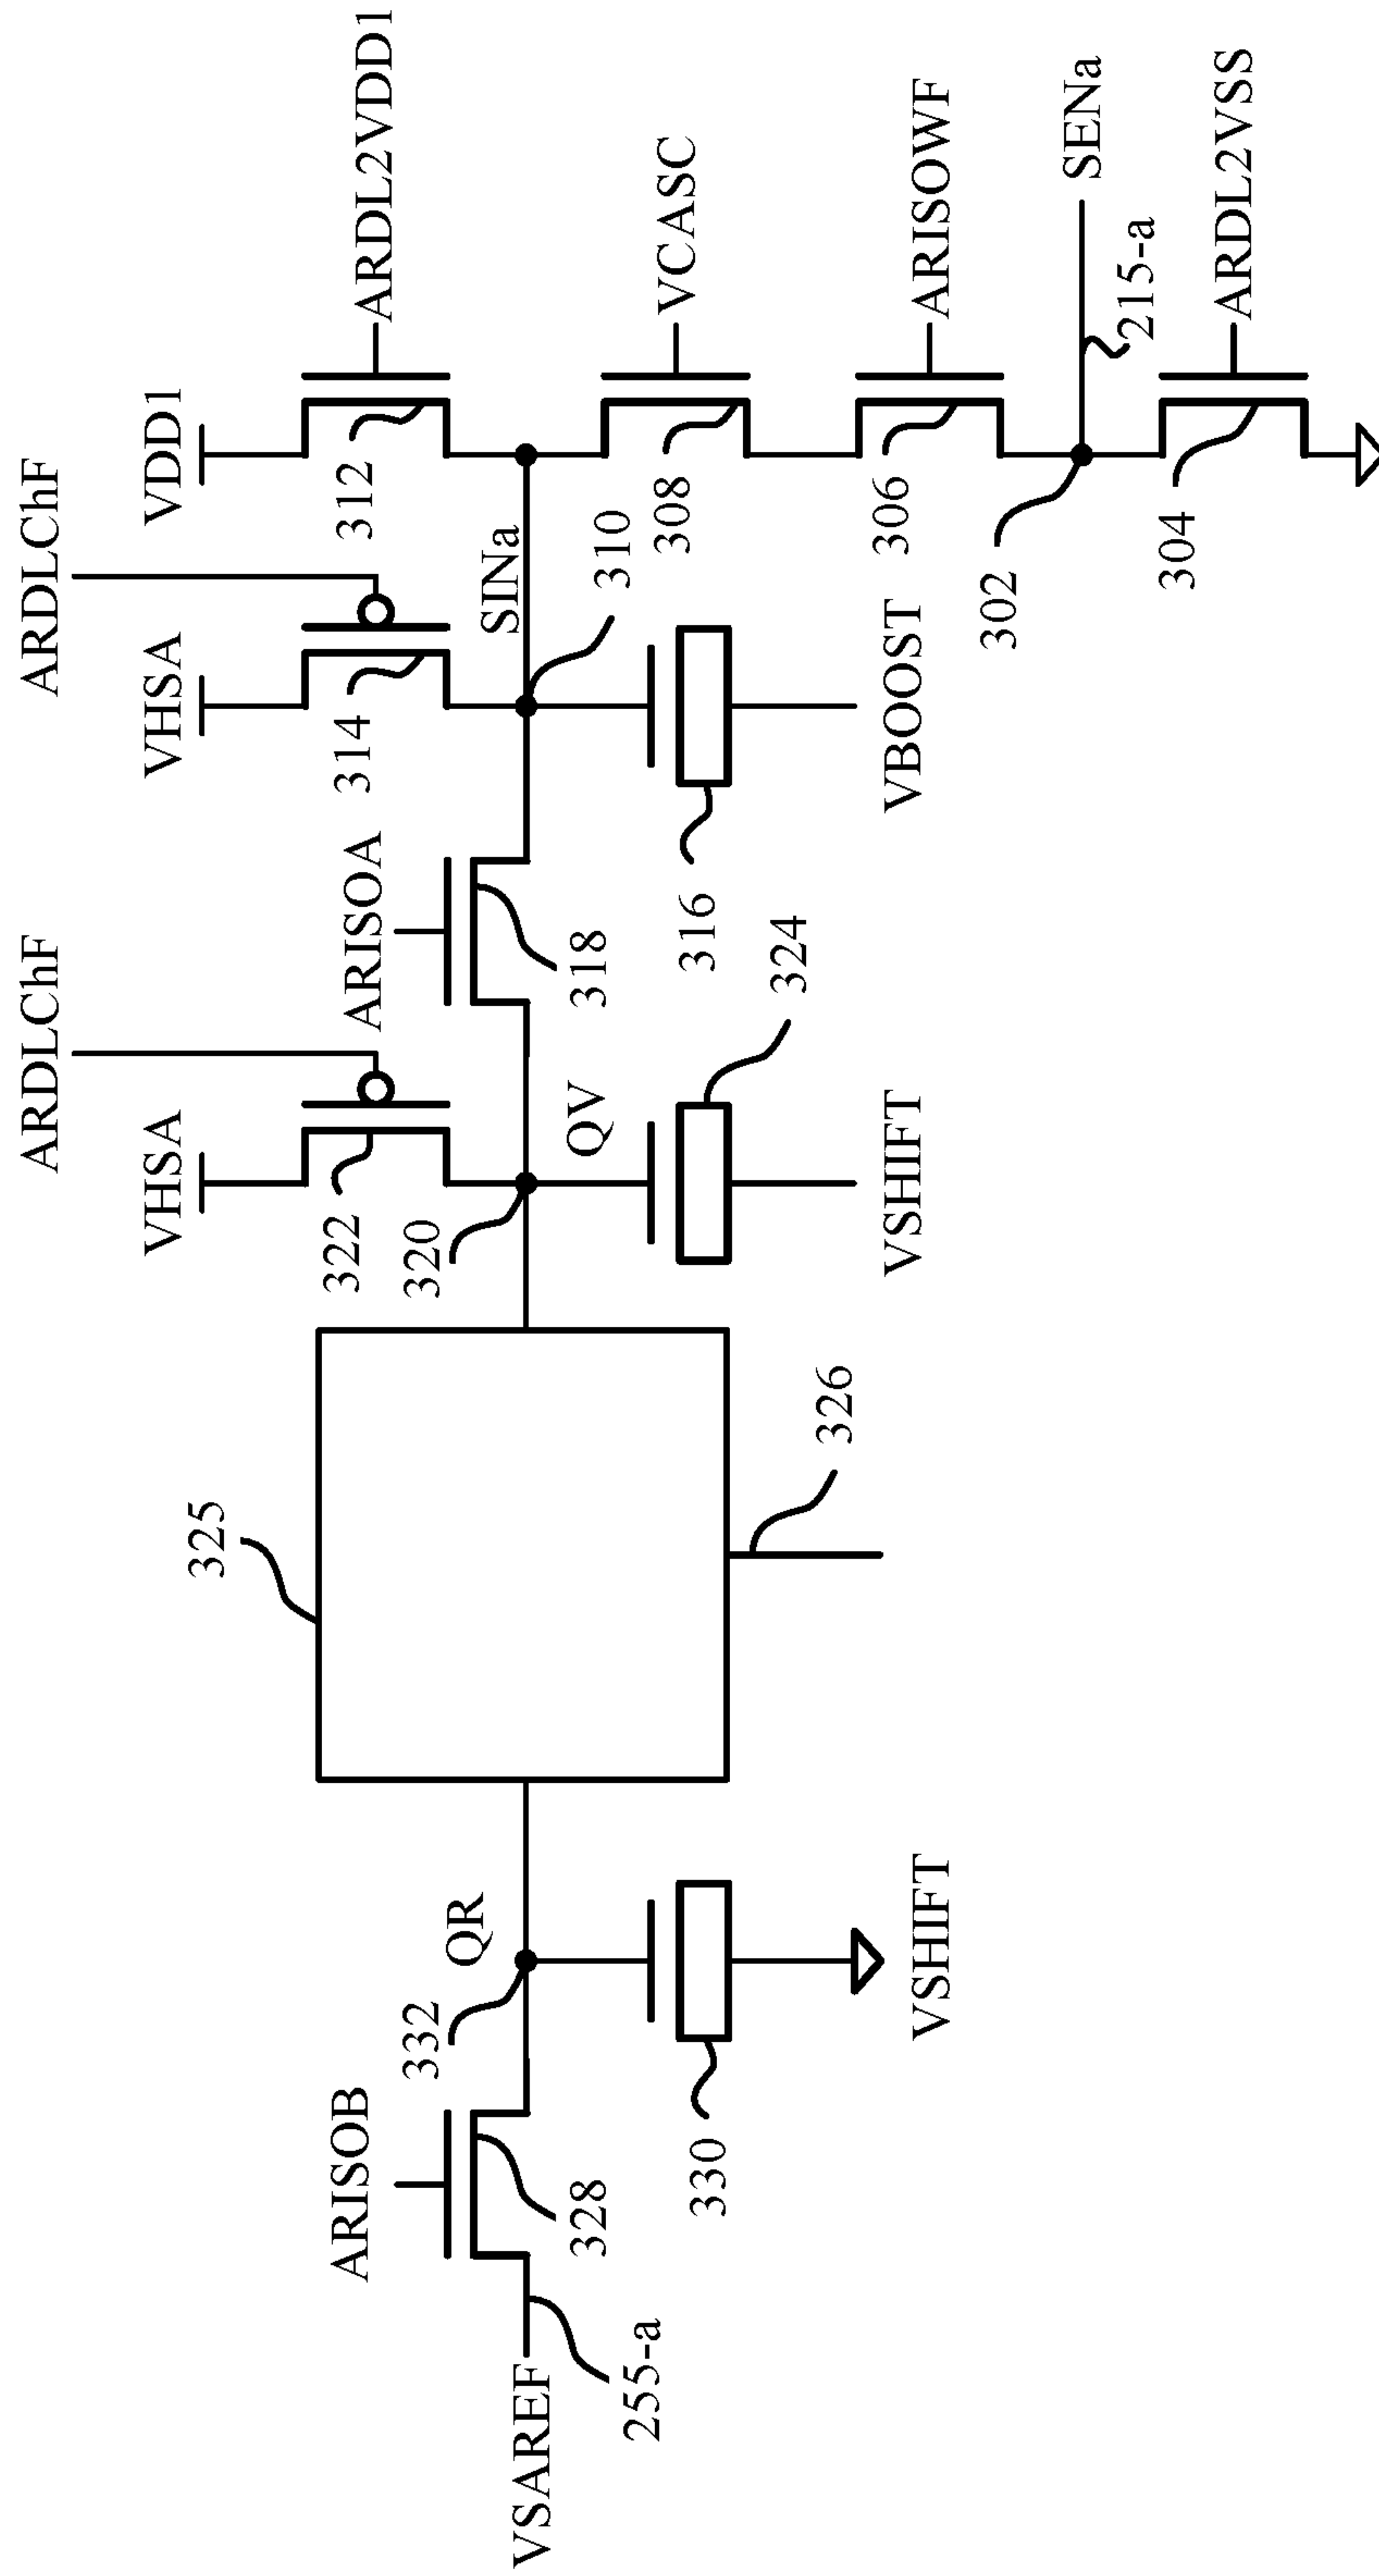 ARDLChF
ARDLChF
VHSA
VHSA
VDD1
325
322
314
312
ARDL2VDD1
ARISOB
ARISOA
332
QR
320
QV
SINa
VSAREF
328
318
310
308
VCASC
255-a
330
324
316
326
306
ARISOWF
VSHIFT
VSHIFT
VBOOST
302
SENa
215-a
304
ARDL2VSS